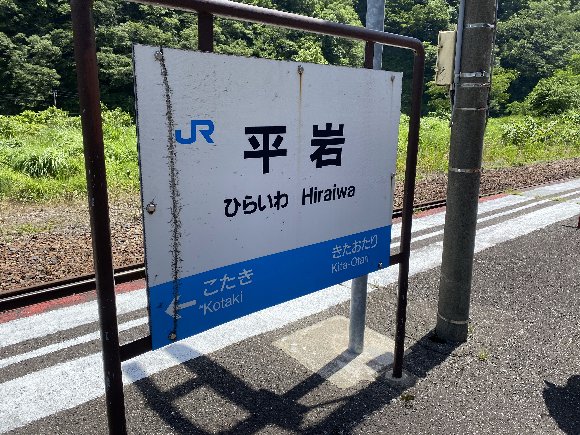 JR
平岩
ひらいわ Hiraiwa
きたおたり
Kita-Otari
← こたき
Kotaki